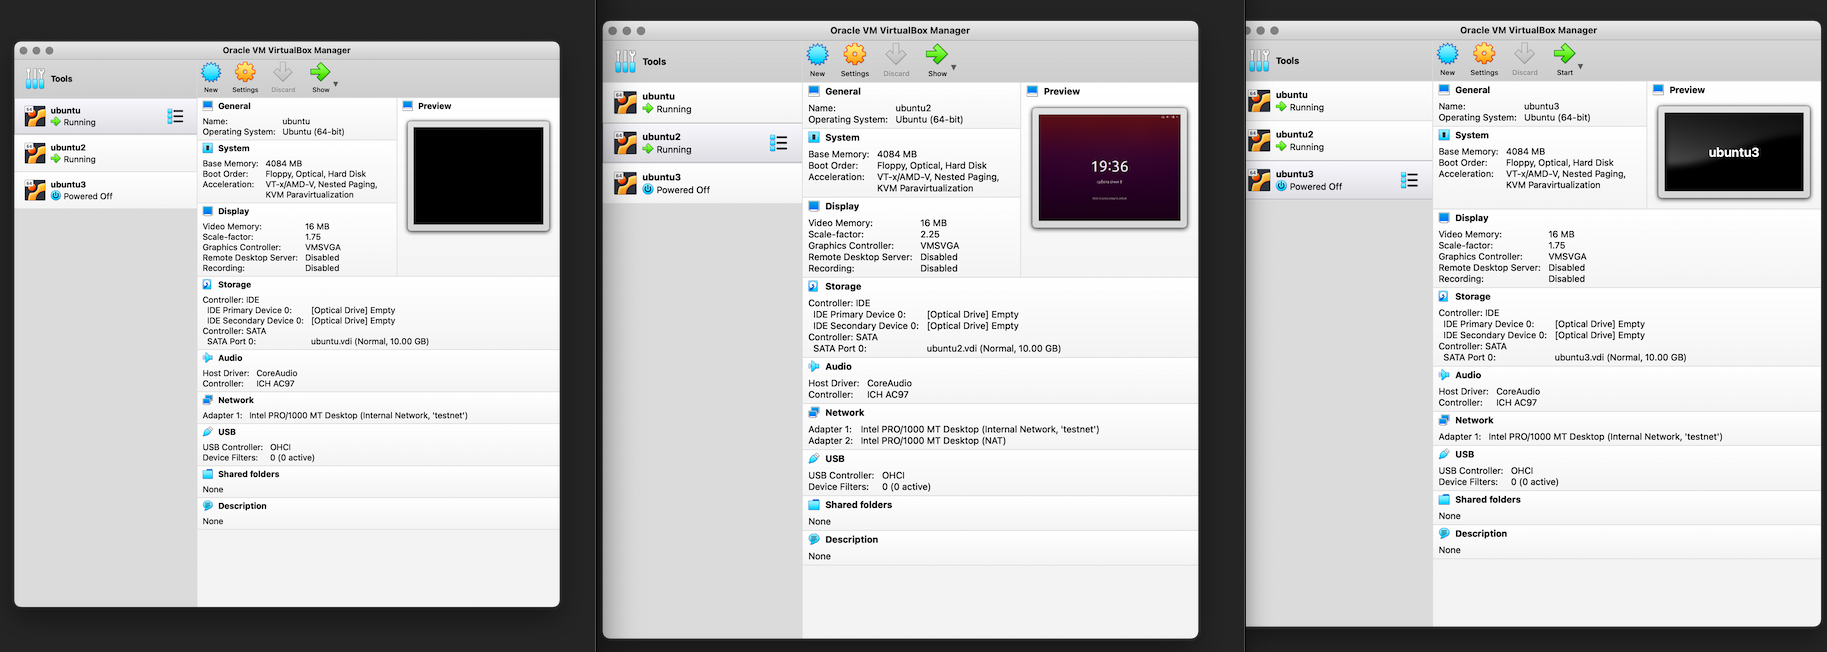 Oracle VM VirtualBox Manager
Tools
New
Settings
Discard
Show
ubuntu
Running
ubuntu2
Running
ubuntu3
Powered Off
General
Name: ubuntu
Operating System: Ubuntu (64-bit)
System
Base Memory: 4084 MB
Boot Order: Floppy, Optical, Hard Disk
Acceleration: VT-x/AMD-V, Nested Paging,
KVM Paravirtualization
Display
Video Memory: 16 MB
Scale-factor: 1.75
Graphics Controller: VMSVGA
Remote Desktop Server: Disabled
Recording: Disabled
Preview
Storage
Controller: IDE
IDE Primary Device 0: [Optical Drive] Empty
IDE Secondary Device 0: [Optical Drive] Empty
Controller: SATA
SATA Port 0: ubuntu.vdi (Normal, 10.00 GB)
Audio
Host Driver: CoreAudio
Controller: ICH AC97
Network
Adapter 1: Intel PRO/1000 MT Desktop (Internal Network, 'testnet')
USB
USB Controller: OHCI
Device Filters: 0 (0 active)
Shared folders
None
Description
None
Oracle VM VirtualBox Manager
Tools
New
Settings
Discard
Show
ubuntu
Running
ubuntu2
Running
ubuntu3
Powered Off
General
Name: ubuntu2
Operating System: Ubuntu (64-bit)
System
Base Memory: 4084 MB
Boot Order: Floppy, Optical, Hard Disk
Acceleration: VT-x/AMD-V, Nested Paging,
KVM Paravirtualization
Display
Video Memory: 16 MB
Scale-factor: 2.25
Graphics Controller: VMSVGA
Remote Desktop Server: Disabled
Recording: Disabled
Preview
19:36
Storage
Controller: IDE
IDE Primary Device 0: [Optical Drive] Empty
IDE Secondary Device 0: [Optical Drive] Empty
Controller: SATA
SATA Port 0: ubuntu2.vdi (Normal, 10.00 GB)
Audio
Host Driver: CoreAudio
Controller: ICH AC97
Network
Adapter 1: Intel PRO/1000 MT Desktop (Internal Network, 'testnet')
Adapter 2: Intel PRO/1000 MT Desktop (NAT)
USB
USB Controller: OHCI
Device Filters: 0 (0 active)
Shared folders
None
Description
None
Oracle VM VirtualBox Manager
Tools
New
Settings
Discard
Start
ubuntu
Running
ubuntu2
Running
ubuntu3
Powered Off
General
Name: ubuntu3
Operating System: Ubuntu (64-bit)
System
Base Memory: 4084 MB
Boot Order: Floppy, Optical, Hard Disk
Acceleration: VT-x/AMD-V, Nested Paging,
KVM Paravirtualization
Preview
ubuntu3
Display
Video Memory: 16 MB
Scale-factor: 1.75
Graphics Controller: VMSVGA
Remote Desktop Server: Disabled
Recording: Disabled
Storage
Controller: IDE
IDE Primary Device 0: [Optical Drive] Empty
IDE Secondary Device 0: [Optical Drive] Empty
Controller: SATA
SATA Port 0: ubuntu3.vdi (Normal, 10.00 GB)
Audio
Host Driver: CoreAudio
Controller: ICH AC97
Network
Adapter 1: Intel PRO/1000 MT Desktop (Internal Network, 'testnet')
USB
USB Controller: OHCI
Device Filters: 0 (0 active)
Shared folders
None
Description
None